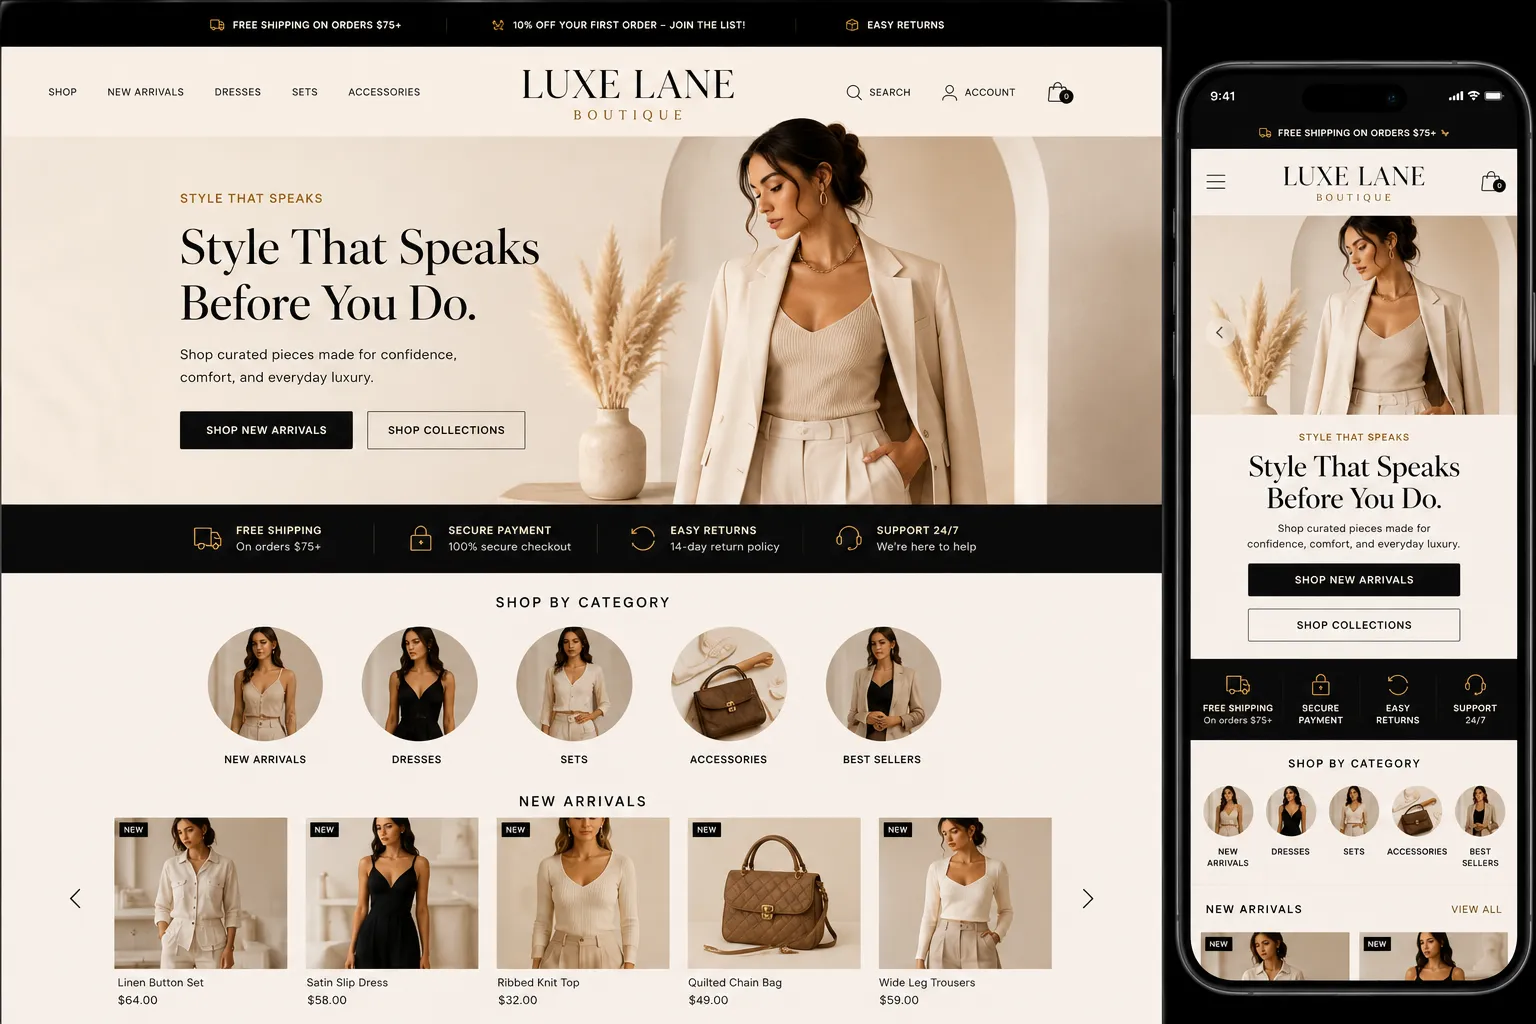 FREE SHIPPING ON ORDERS $75+
10% OFF YOUR FIRST ORDER – JOIN THE LIST!
EASY RETURNS
SHOP
NEW ARRIVALS
DRESSES
SETS
ACCESSORIES
LUXE LANE
BOUTIQUE
SEARCH
ACCOUNT
0
STYLE THAT SPEAKS
Style That Speaks
Before You Do.
Shop curated pieces made for confidence,
comfort, and everyday luxury.
SHOP NEW ARRIVALS
SHOP COLLECTIONS
FREE SHIPPING
On orders $75+
SECURE PAYMENT
100% secure checkout
EASY RETURNS
14-day return policy
SUPPORT 24/7
We're here to help
SHOP BY CATEGORY
NEW ARRIVALS
DRESSES
SETS
ACCESSORIES
BEST SELLERS
NEW ARRIVALS
NEW
NEW
NEW
NEW
NEW
Linen Button Set
$64.00
Satin Slip Dress
$58.00
Ribbed Knit Top
$32.00
Quilted Chain Bag
$49.00
Wide Leg Trousers
$59.00
9:41
FREE SHIPPING ON ORDERS $75+
LUXE LANE
BOUTIQUE
0
STYLE THAT SPEAKS
Style That Speaks
Before You Do.
Shop curated pieces made for
confidence, comfort, and everyday luxury.
SHOP NEW ARRIVALS
SHOP COLLECTIONS
FREE SHIPPING
On orders $75+
SECURE
PAYMENT
EASY
RETURNS
SUPPORT
24/7
SHOP BY CATEGORY
NEW
ARRIVALS
DRESSES
SETS
ACCESSORIES
BEST
SELLERS
NEW ARRIVALS
VIEW ALL
NEW
NEW